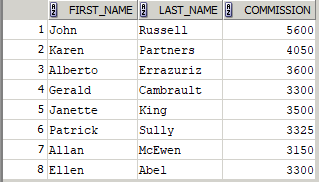 FIRST_NAME LAST_NAME COMMISSION
1 John Russell 5600
2 Karen Partners 4050
3 Alberto Errazuriz 3600
4 Gerald Cambrault 3300
5 Janette King 3500
6 Patrick Sully 3325
7 Allan McEwen 3150
8 Ellen Abel 3300